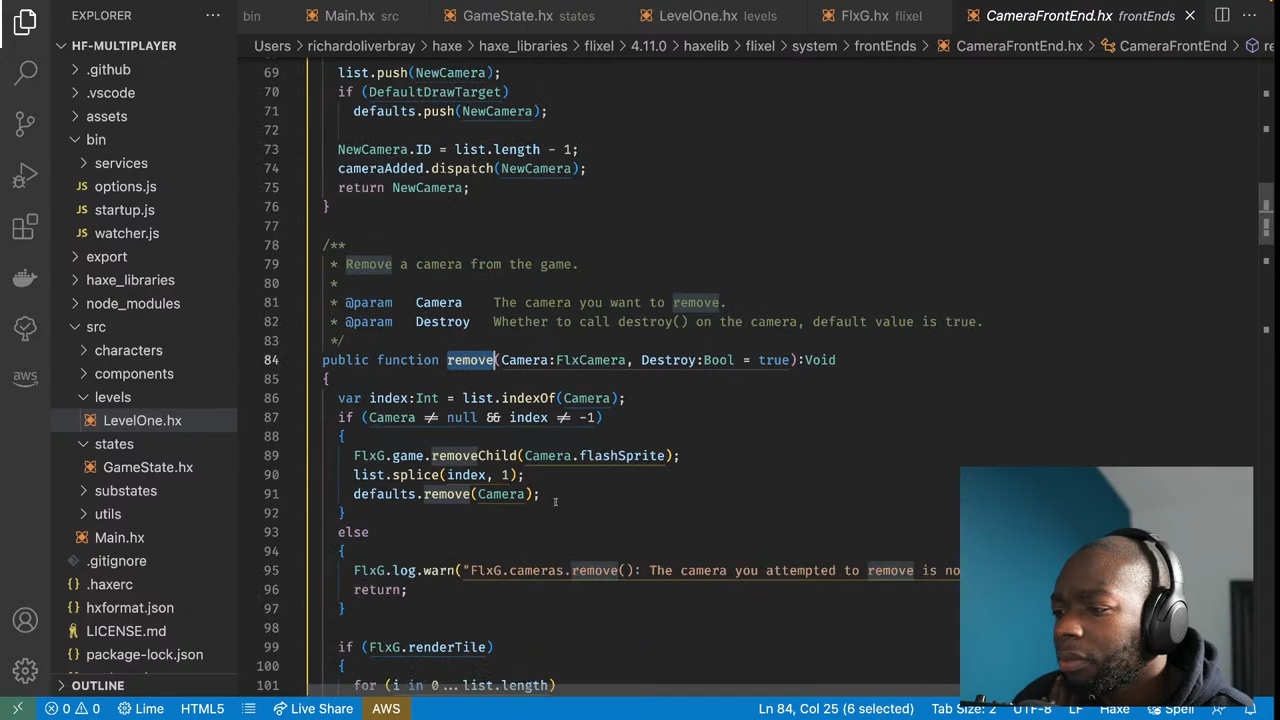 EXPLORER
bin
Main.hx src
GameState.hx states
LevelOne.hx levels
FlxG.hx flixel
CameraFrontEnd.hx frontEnds
HF-MULTIPLAYER
Users > richardoliverbray > haxe > haxe_libraries > flixel > 4.11.0 > haxelib > flixel > system > frontEnds > CameraFrontEnd.hx > CameraFrontEnd > re
.github
.vscode
assets
bin
services
JS options.js
JS startup.js
JS watcher.js
export
haxe_libraries
node_modules
src
characters
components
levels
LevelOne.hx
states
GameState.hx
substates
utils
Main.hx
.gitignore
.haxerc
{} hxformat.json
LICENSE.md
{} package-lock.json
OUTLINE
aws
69 list.push(NewCamera);
70 if (DefaultDrawTarget)
71 defaults.push(NewCamera);
72
73 NewCamera.ID = list.length - 1;
74 cameraAdded.dispatch(NewCamera);
75 return NewCamera;
76 }
77
78 /**
79 * Remove a camera from the game.
80 *
81 * @param Camera The camera you want to remove.
82 * @param Destroy Whether to call destroy() on the camera, default value is true.
83 */
84 public function remove(Camera:FlxCamera, Destroy:Bool = true):Void
85 {
86 var index:Int = list.indexOf(Camera);
87 if (Camera ≠ null && index ≠ -1)
88 {
89 FlxG.game.removeChild(Camera.flashSprite);
90 list.splice(index, 1);
91 defaults.remove(Camera);
92 }
93 else
94 {
95 FlxG.log.warn("FlxG.cameras.remove(): The camera you attempted to remove is no
96 return;
97 }
98
99 if (FlxG.renderTile)
100 {
101 for (i in 0...list.length)
0 0 Lime HTML5 Live Share AWS Ln 84, Col 25 (6 selected) Tab Size: 2 UTF-8 LF Haxe Spell